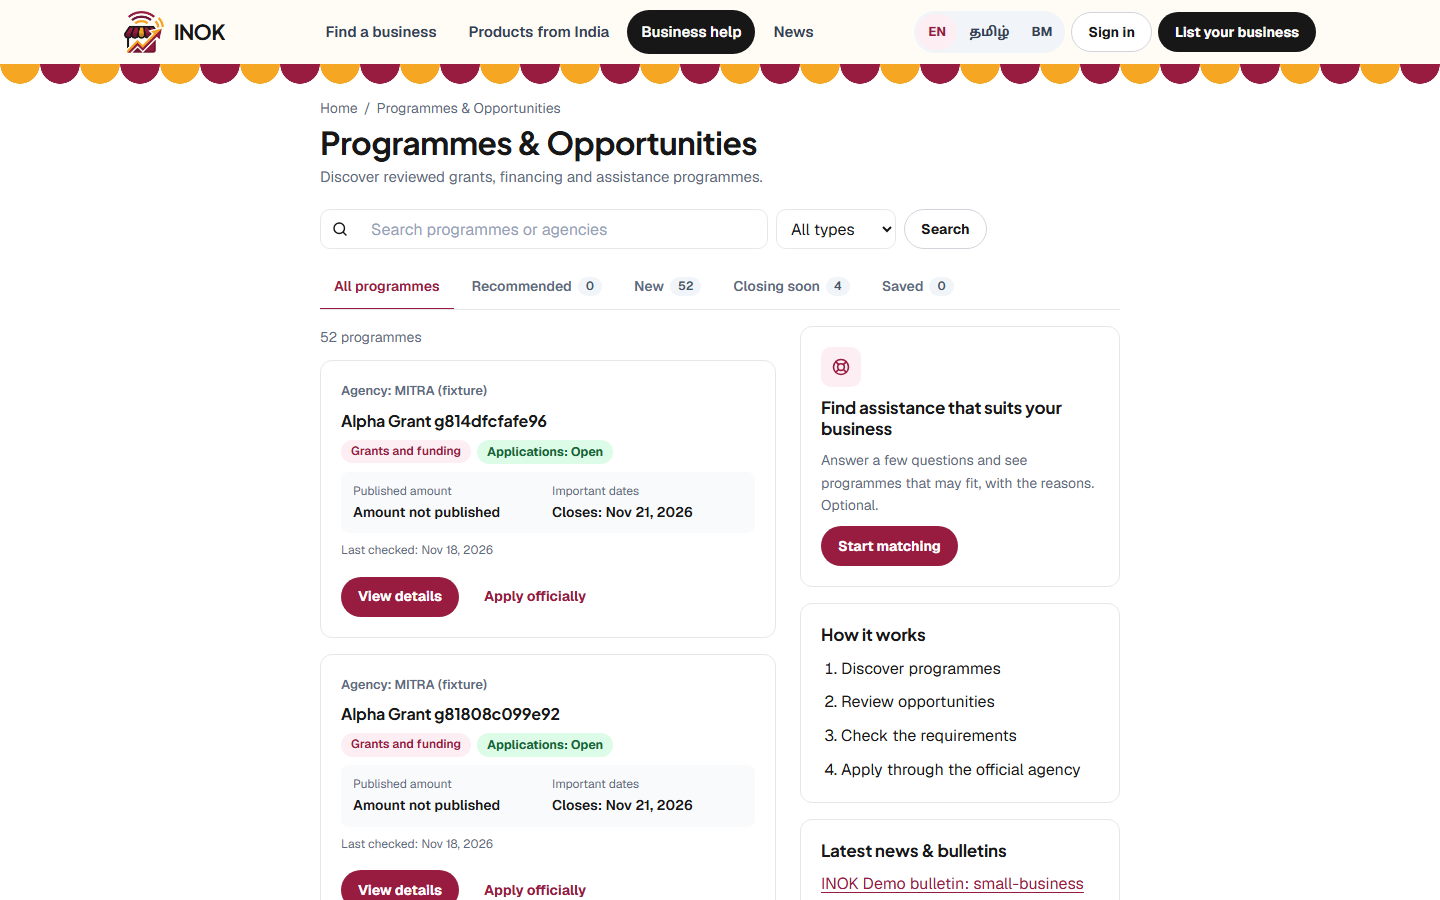 INOK
Find a business
Products from India
Business help
News
EN
தமிழ்
BM
Sign in
List your business
Home / Programmes & Opportunities
Programmes & Opportunities
Discover reviewed grants, financing and assistance programmes.
Search programmes or agencies
All types
Search
All programmes
Recommended 0
New 52
Closing soon 4
Saved 0
52 programmes
Agency: MITRA (fixture)
Alpha Grant g814dfcfafe96
Grants and funding
Applications: Open
Published amount
Amount not published
Important dates
Closes: Nov 21, 2026
Last checked: Nov 18, 2026
View details
Apply officially
Agency: MITRA (fixture)
Alpha Grant g81808c099e92
Grants and funding
Applications: Open
Published amount
Amount not published
Important dates
Closes: Nov 21, 2026
Last checked: Nov 18, 2026
View details
Apply officially
Find assistance that suits your
business
Answer a few questions and see
programmes that may fit, with the reasons.
Optional.
Start matching
How it works
1. Discover programmes
2. Review opportunities
3. Check the requirements
4. Apply through the official agency
Latest news & bulletins
INOK Demo bulletin: small-business